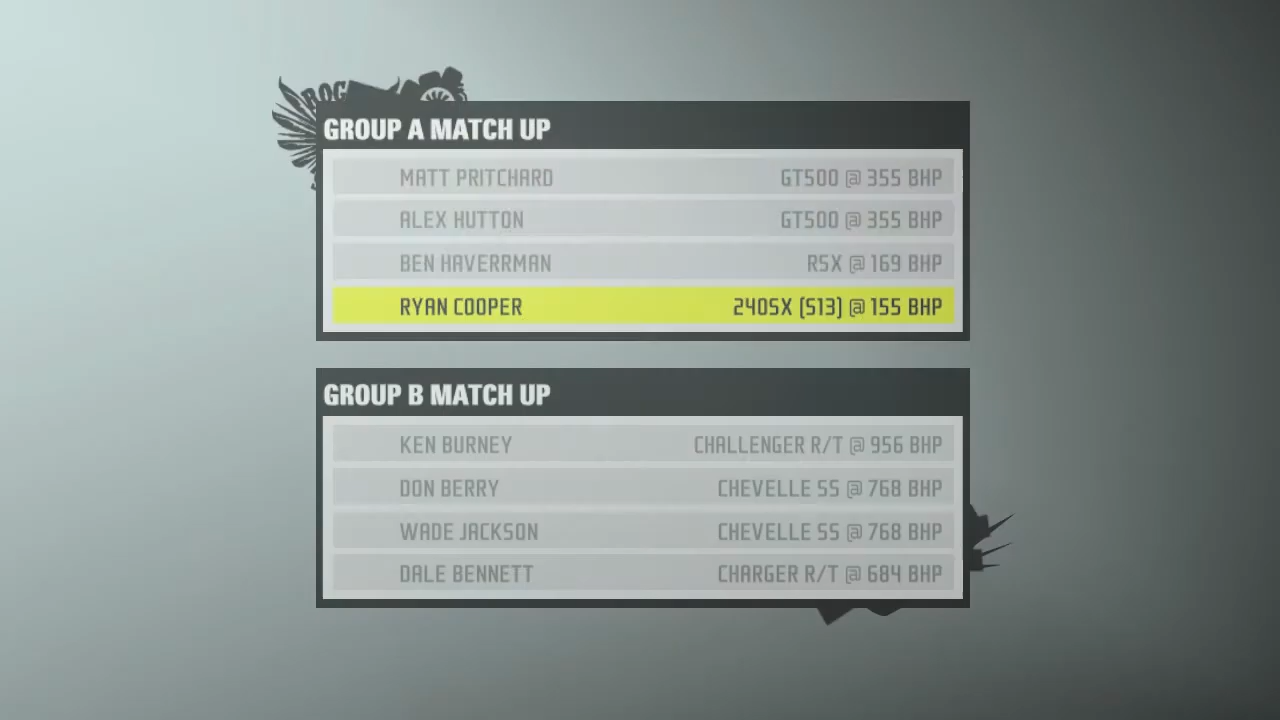 ROG
GROUP A MATCH UP
MATT PRITCHARD GT500 @ 355 BHP
ALEX HUTTON GT500 @ 355 BHP
BEN HAVERRMAN RSX @ 169 BHP
RYAN COOPER 240SX (S13) @ 155 BHP
GROUP B MATCH UP
KEN BURNEY CHALLENGER R/T @ 956 BHP
DON BERRY CHEVELLE SS @ 768 BHP
WADE JACKSON CHEVELLE SS @ 768 BHP
DALE BENNETT CHARGER R/T @ 684 BHP